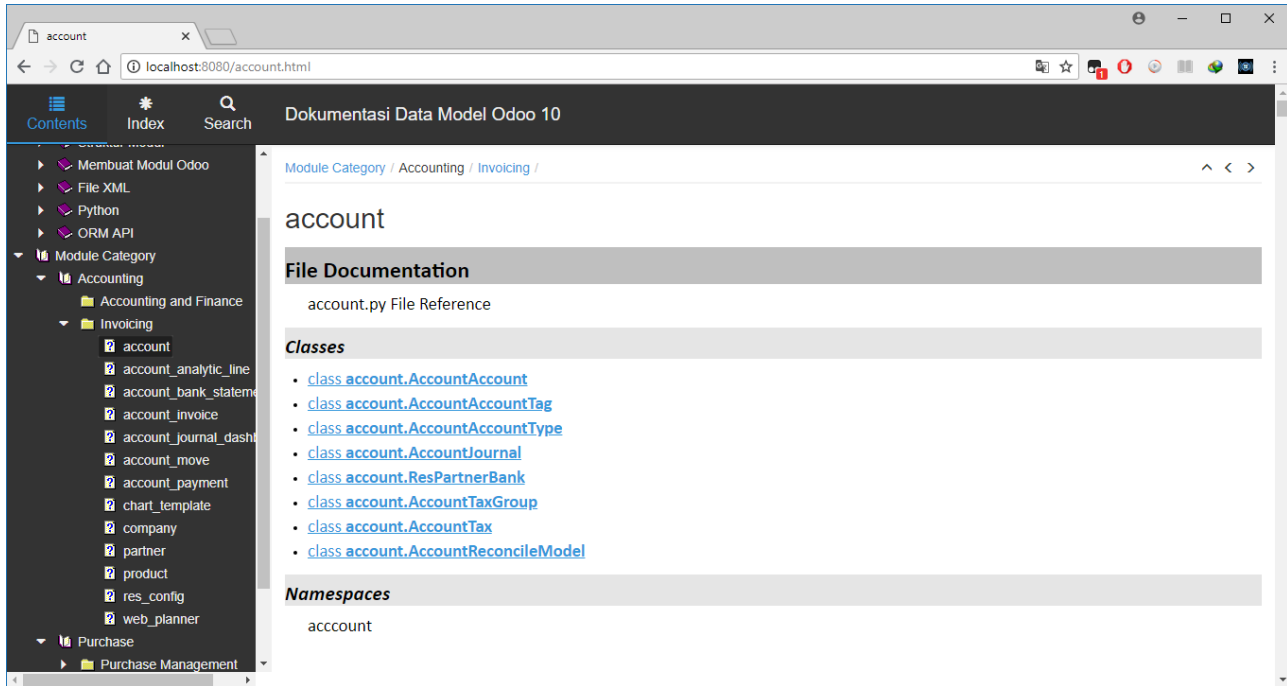 account
localhost:8080/account.html
1
Contents
Index
Search
Dokumentasi Data Model Odoo 10
Membuat Modul Odoo
File XML
Python
ORM API
Module Category
Accounting
Accounting and Finance
Invoicing
account
account_analytic_line
account_bank_stateme
account_invoice
account_journal_dashb
account_move
account_payment
chart_template
company
partner
product
res_config
web_planner
Purchase
Purchase Management
Module Category / Accounting / Invoicing /
account
File Documentation
account.py File Reference
Classes
• class account.AccountAccount
• class account.AccountAccountTag
• class account.AccountAccountType
• class account.AccountJournal
• class account.ResPartnerBank
• class account.AccountTaxGroup
• class account.AccountTax
• class account.AccountReconcileModel
Namespaces
acccount